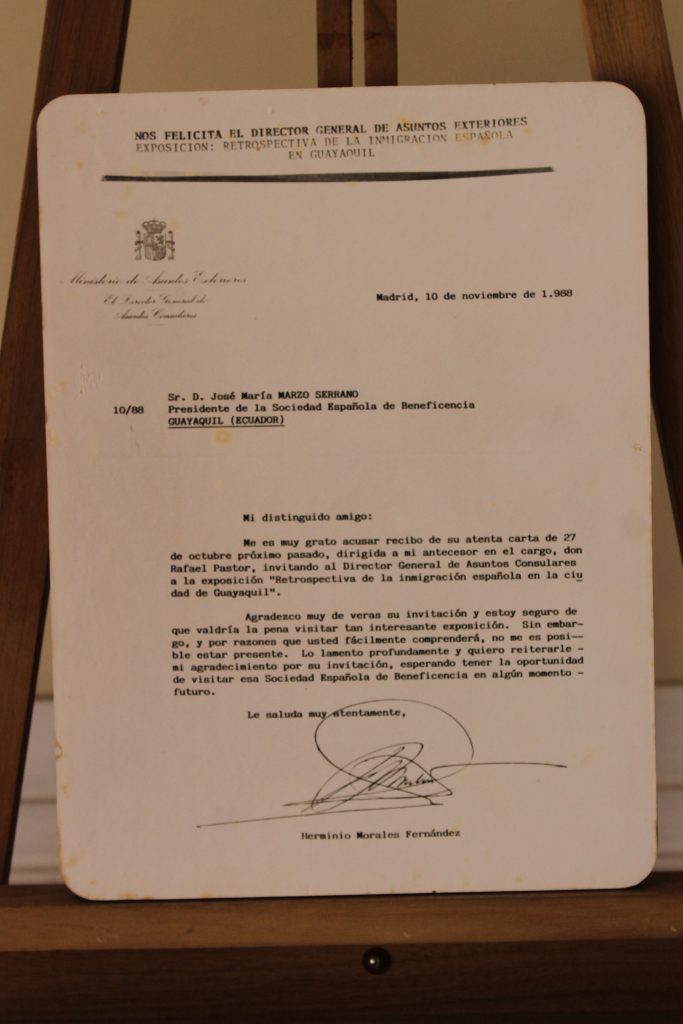 NOS FELICITA EL DIRECTOR GENERAL DE ASUNTOS EXTERIORES
EXPOSICION: RETROSPECTIVA DE LA INMIGRACION ESPAÑOLA
EN GUAYAQUIL
Ministerio de Asuntos Exteriores
El Director General de
Asuntos Consulares
Madrid, 10 de noviembre de 1.988
Sr. D. José María MARZO SERRANO
10/88 Presidente de la Sociedad Española de Beneficencia
GUAYAQUIL (ECUADOR)
Mi distinguido amigo:
Me es muy grato acusar recibo de su atenta carta de 27
de octubre próximo pasado, dirigida a mi antecesor en el cargo, don
Rafael Pastor, invitando al Director General de Asuntos Consulares
a la exposición "Retrospectiva de la inmigración española en la ciu
dad de Guayaquil".
Agradezco muy de veras su invitación y estoy seguro de
que valdría la pena visitar tan interesante exposición. Sin embar-
go, y por razones que usted fácilmente comprenderá, no me es posi--
ble estar presente. Lo lamento profundamente y quiero reiterarle -
mi agradecimiento por su invitación, esperando tener la oportunidad
de visitar esa Sociedad Española de Beneficencia en algún momento -
futuro.
Le saluda muy atentamente,
Herminio Morales Fernández